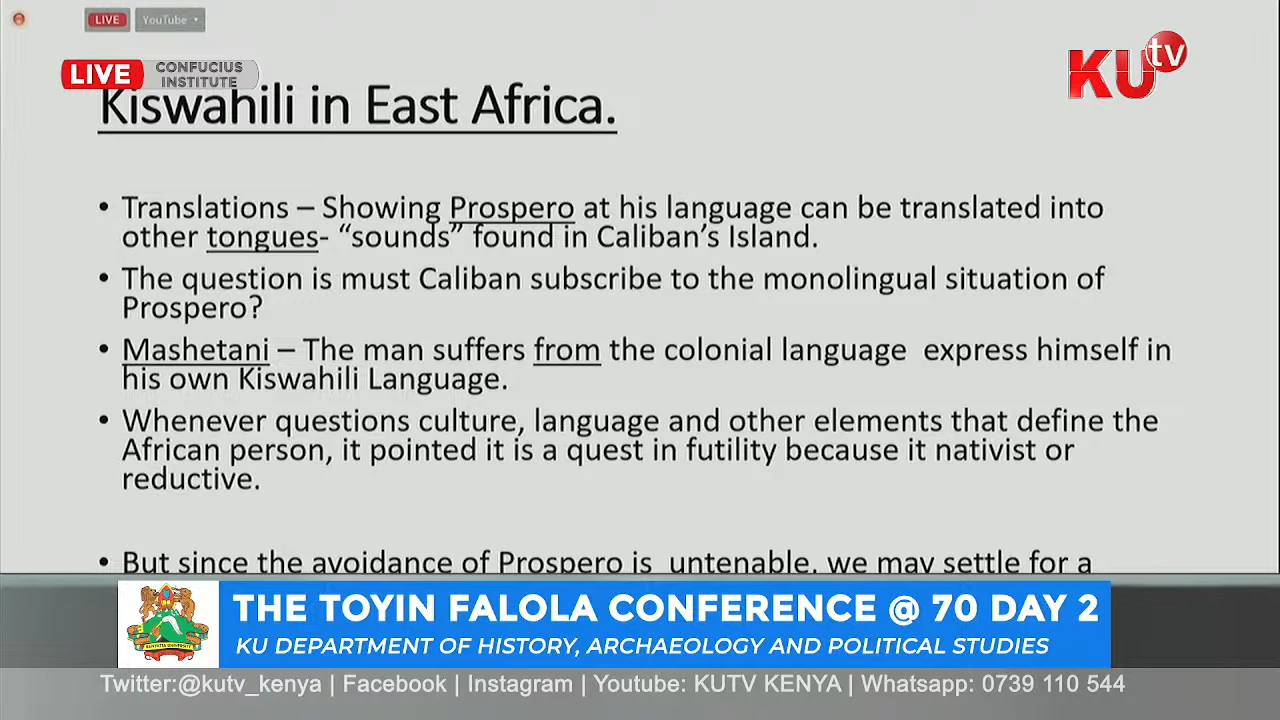 LIVE YouTube
LIVE CONFUCIUS INSTITUTE
KU tv
Kiswahili in East Africa.
• Translations – Showing Prospero at his language can be translated into
other tongues- “sounds” found in Caliban’s Island.
• The question is must Caliban subscribe to the monolingual situation of
Prospero?
• Mashetani – The man suffers from the colonial language express himself in
his own Kiswahili Language.
• Whenever questions culture, language and other elements that define the
African person, it pointed it is a quest in futility because it nativist or
reductive.
• But since the avoidance of Prospero is untenable, we may settle for a
THE TOYIN FALOLA CONFERENCE @ 70 DAY 2
KU DEPARTMENT OF HISTORY, ARCHAEOLOGY AND POLITICAL STUDIES
KENYATTA UNIVERSITY
Twitter:@kutv_kenya | Facebook | Instagram | Youtube: KUTV KENYA | Whatsapp: 0739 110 544